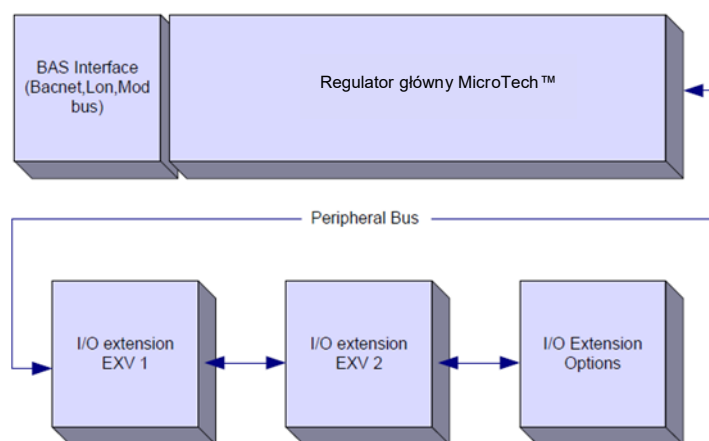 BAS Interface
(Bacnet,Lon,Mod
bus)
Regulator główny MicroTech™
Peripheral Bus
I/O extension
EXV 1
I/O extension
EXV 2
I/O Extension
Options